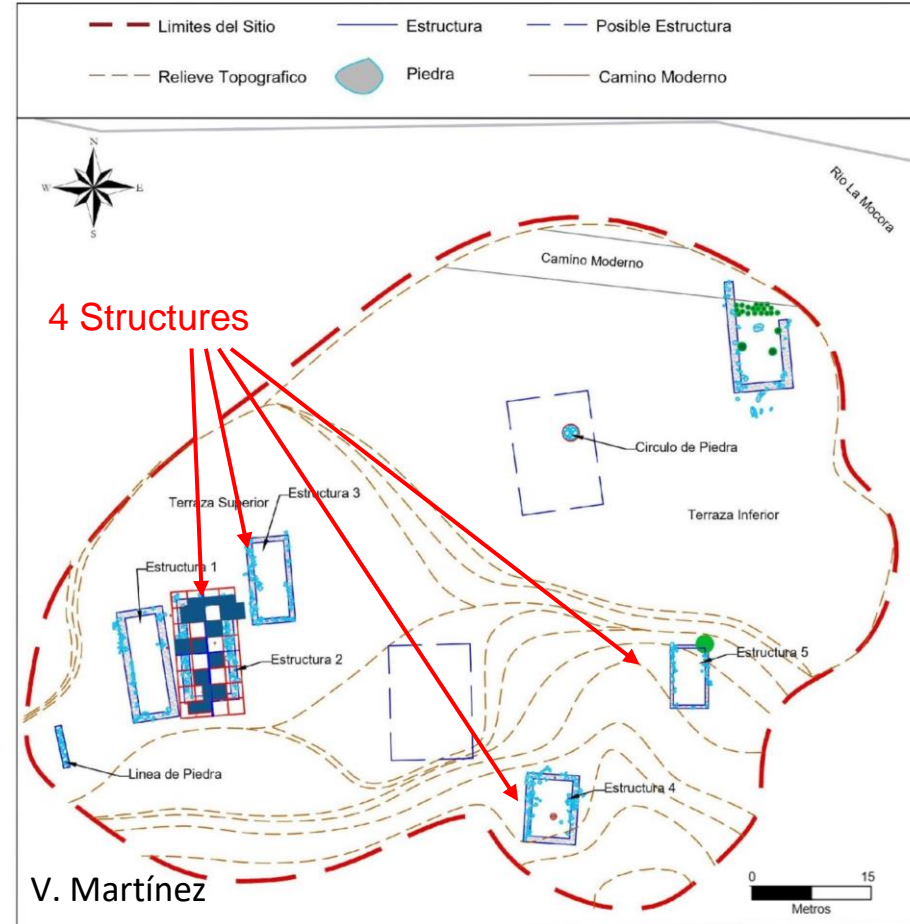 Limites del Sitio
Estructura
Posible Estructura
Relieve Topografico
Piedra
Camino Moderno
N
W
E
S
Rio La Mocora
Camino Moderno
4 Structures
Circulo de Piedra
Estructura 3
Terraza Superior
Terraza Inferior
Estructura 1
Estructura 5
Estructura 2
Linea de Piedra
Estructura 4
0 15
Metros
V. Martínez